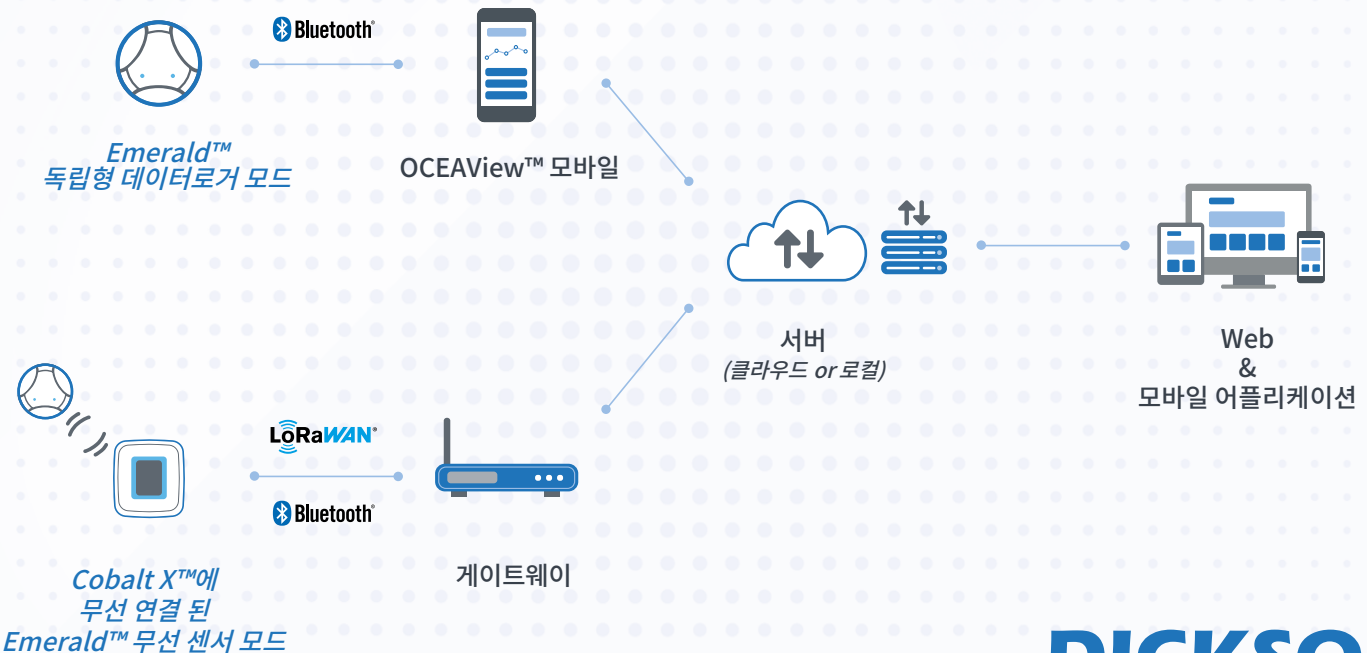 Bluetooth®
Emerald™
독립형 데이터로거 모드
OCEAView™ 모바일
서버
(클라우드 or 로컬)
Web
&
모바일 어플리케이션
LoRaWAN®
Bluetooth®
게이트웨이
Cobalt X™에
무선 연결 된
Emerald™ 무선 센서 모드